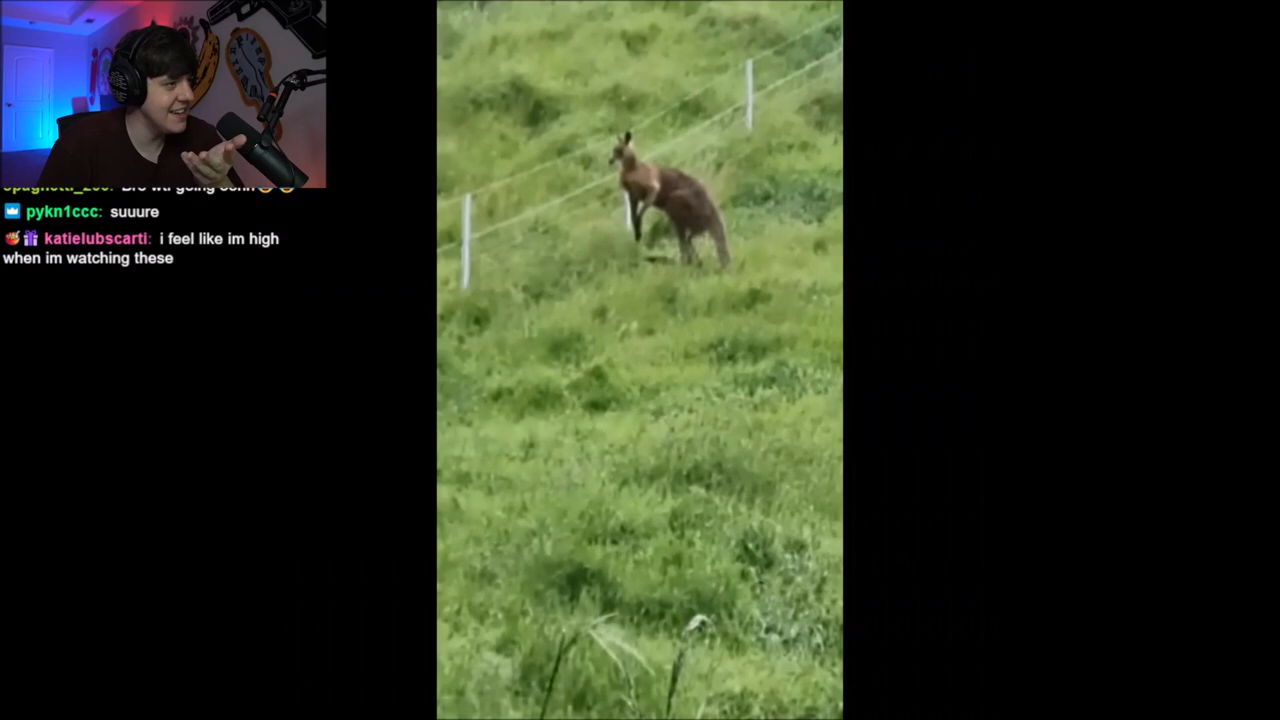 pykn1ccc: suuure
katielubscarti: i feel like im high
when im watching these